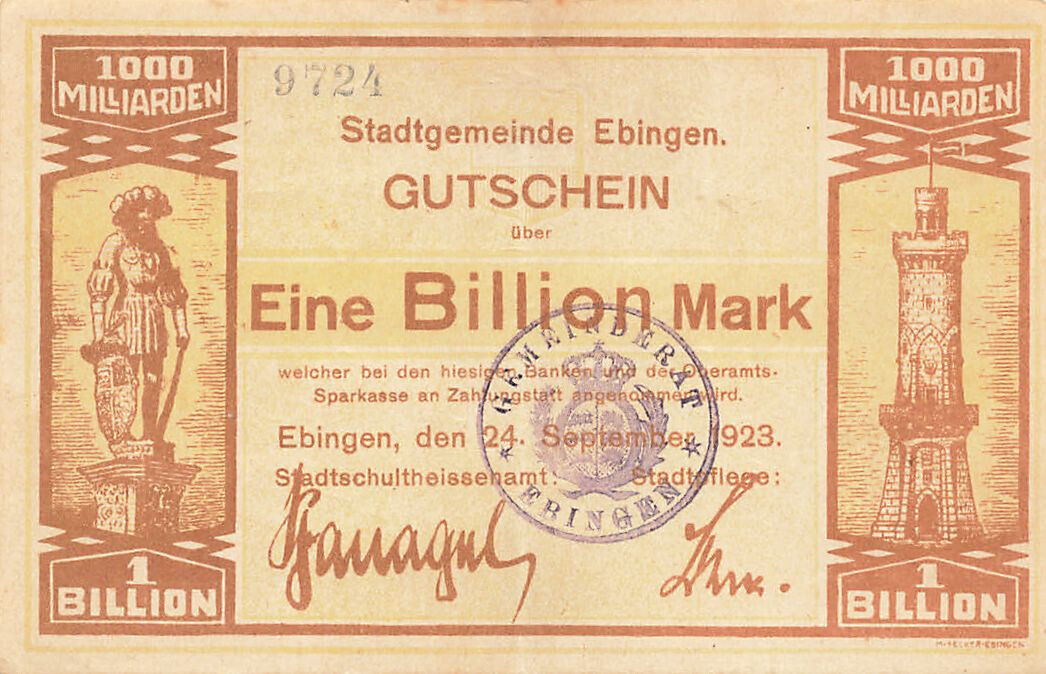 1000
MILLIARDEN
1000
MILLIARDEN
9724
Stadtgemeinde Ebingen.
GUTSCHEIN
über
Eine Billion Mark
welcher bei den hiesigen Banken und der Oberamts-
Sparkasse an Zahlungstatt angenommen wird.
Ebingen, den 24. September 1923.
Stadtschultheissenamt: Stadtpflege:
GEMEINDERAT
* EBINGEN *
1
BILLION
1
BILLION